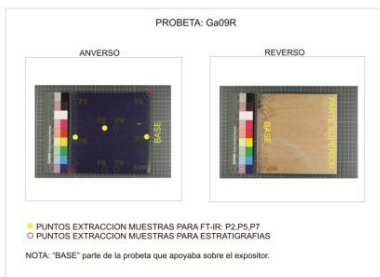 PROBETA: Ga09R
ANVERSO
REVERSO
BASE
BASE
PARTE SUPERIOR
PUNTOS EXTRACCION MUESTRAS PARA FT-IR: P2,P5,P7
PUNTOS EXTRACCION MUESTRAS PARA ESTRATIGRAFIAS
NOTA: "BASE" parte de la probeta que apoyaba sobre el expositor.